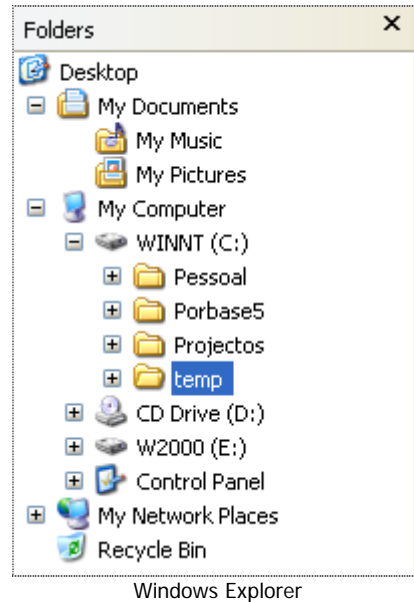 Folders
Desktop
My Documents
My Music
My Pictures
My Computer
WINNT (C:)
Pessoal
Porbase5
Projectos
temp
CD Drive (D:)
W2000 (E:)
Control Panel
My Network Places
Recycle Bin
Windows Explorer